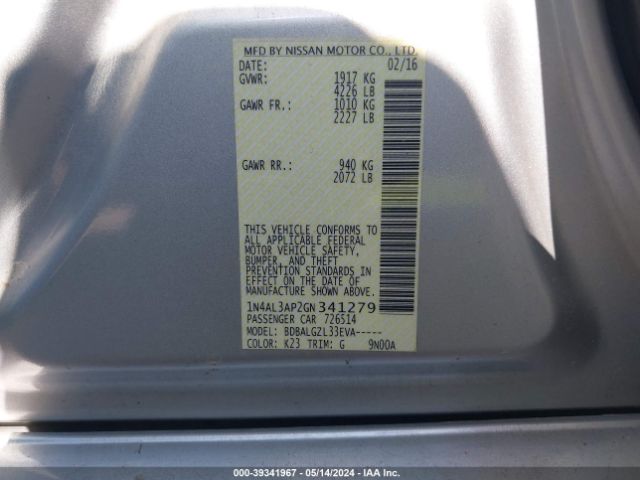 MFD BY NISSAN MOTOR CO., LTD
DATE: 02/16
GVWR: 1917 KG
4226 LB
GAWR FR.: 1010 KG
2227 LB
GAWR RR.: 940 KG
2072 LB
THIS VEHICLE CONFORMS TO
ALL APPLICABLE FEDERAL
MOTOR VEHICLE SAFETY,
BUMPER, AND THEFT
PREVENTION STANDARDS IN
EFFECT ON THE DATE OF
MANUFACTURE SHOWN ABOVE.
1N4AL3AP2GN341279
PASSENGER CAR 726514
MODEL: BDBALGZL33EVA-----
COLOR: K23 TRIM: G 9N00A
000-39341967 - 05/14/2024 - IAA Inc.